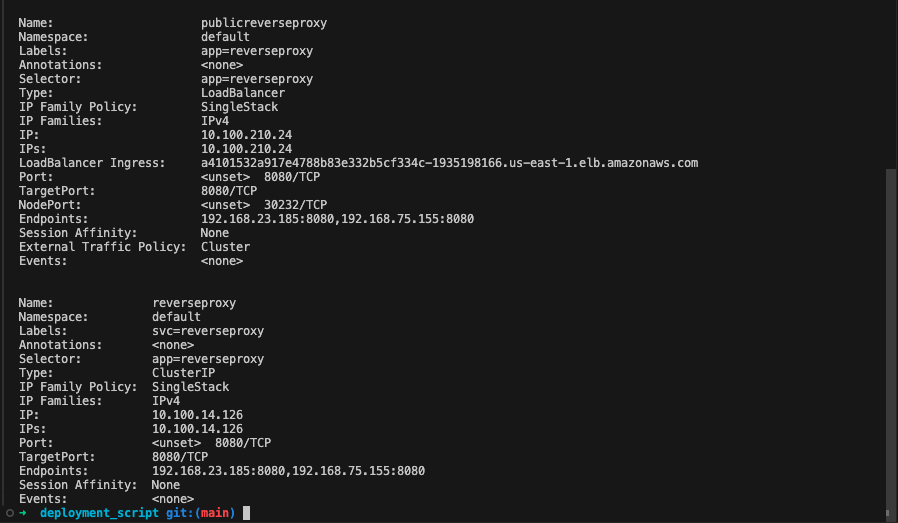 Name:                     publicreverseproxy
Namespace:                default
Labels:                   app=reverseproxy
Annotations:              <none>
Selector:                 app=reverseproxy
Type:                     LoadBalancer
IP Family Policy:         SingleStack
IP Families:              IPv4
IP:                       10.100.210.24
IPs:                      10.100.210.24
LoadBalancer Ingress:     a4101532a917e4788b83e332b5cf334c-1935198166.us-east-1.elb.amazonaws.com
Port:                     <unset>  8080/TCP
TargetPort:               8080/TCP
NodePort:                 <unset>  30232/TCP
Endpoints:                192.168.23.185:8080,192.168.75.155:8080
Session Affinity:         None
External Traffic Policy:  Cluster
Events:                   <none>
Name:              reverseproxy
Namespace:         default
Labels:            svc=reverseproxy
Annotations:       <none>
Selector:          app=reverseproxy
Type:              ClusterIP
IP Family Policy:  SingleStack
IP Families:       IPv4
IP:                10.100.14.126
IPs:               10.100.14.126
Port:              <unset>  8080/TCP
TargetPort:        8080/TCP
Endpoints:         192.168.23.185:8080,192.168.75.155:8080
Session Affinity:  None
Events:            <none>
➜  deployment_script git:(main)